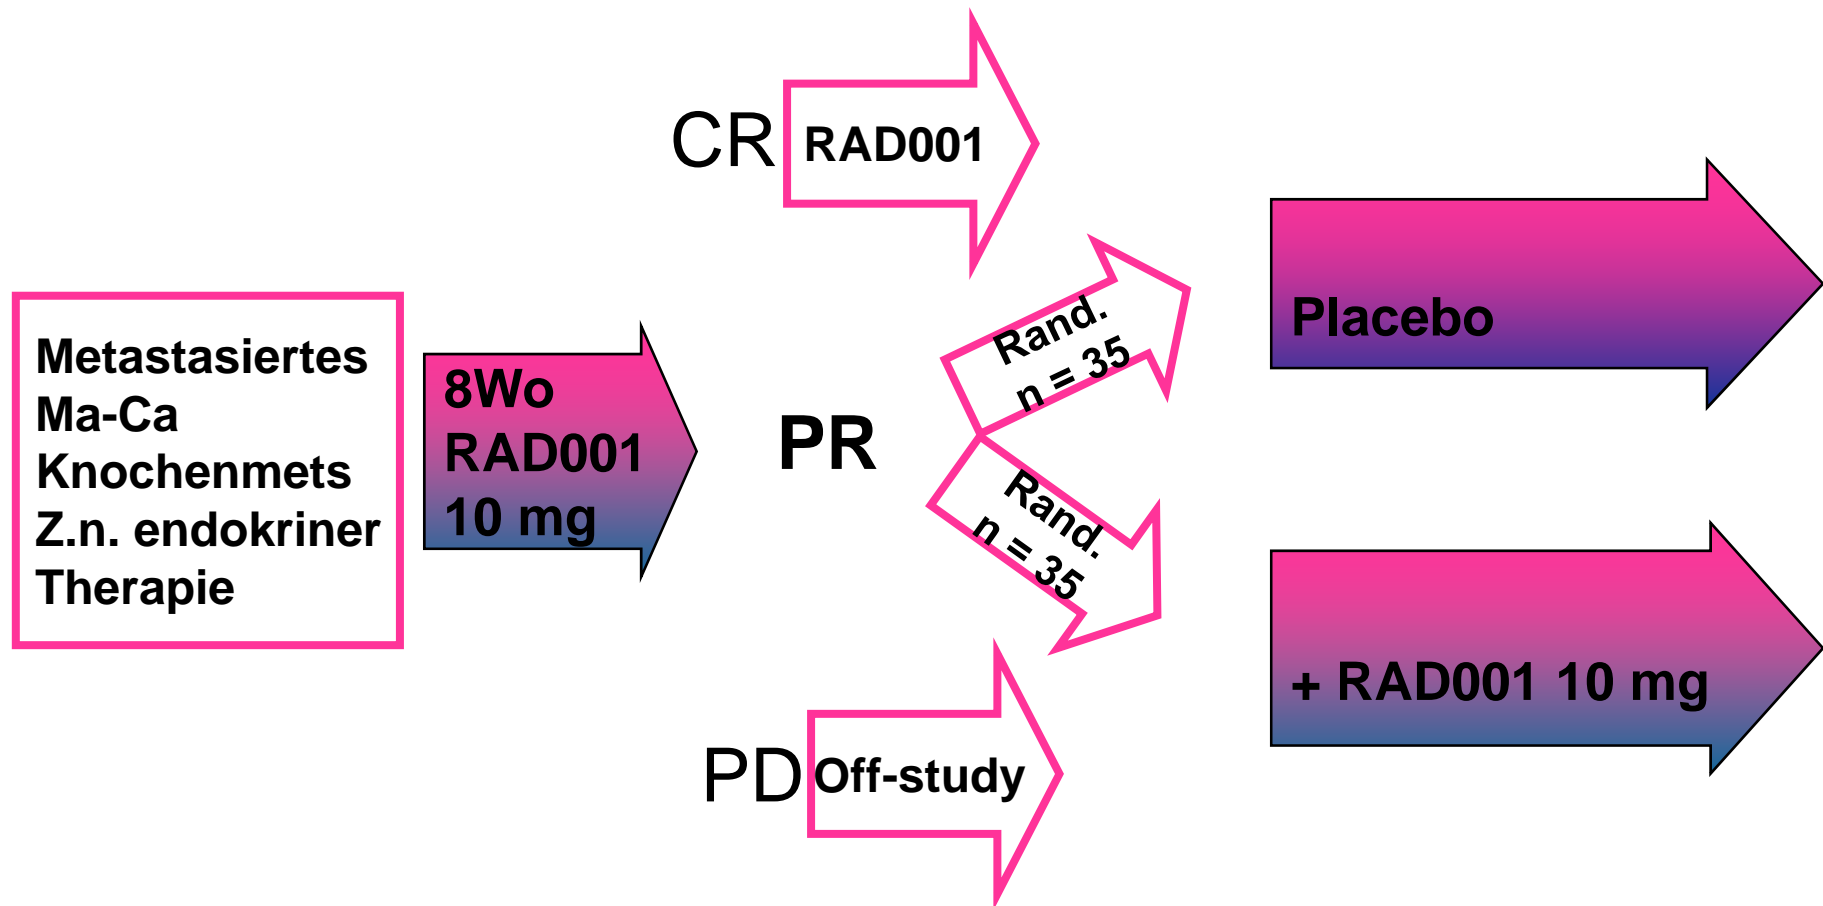 Metastasiertes
Ma-Ca
Knochenmets
Z.n. endokriner
Therapie
8Wo
RAD001
10 mg
CR
RAD001
PR
Rand.
n = 35
Rand.
n = 35
PD
Off-study
Placebo
+ RAD001 10 mg